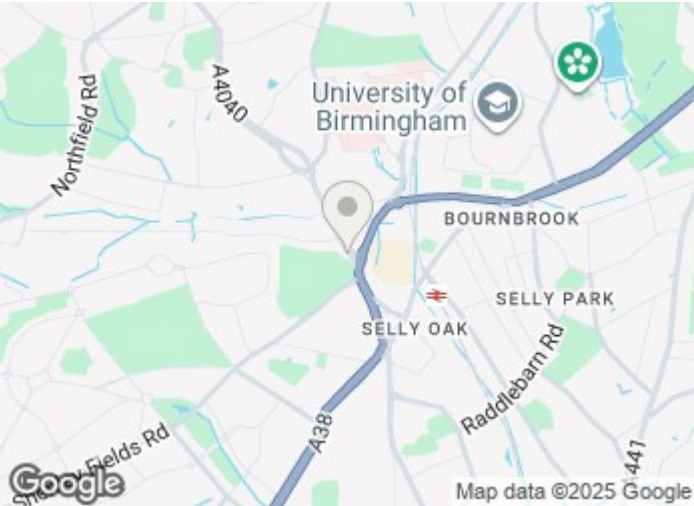 A4040
Northfield Rd
University of
Birmingham
BOURNBROOK
SELLY PARK
SELLY OAK
Raddlebarn Rd
A38
Shenley Fields Rd
A441
Google
Map data ©2025 Google